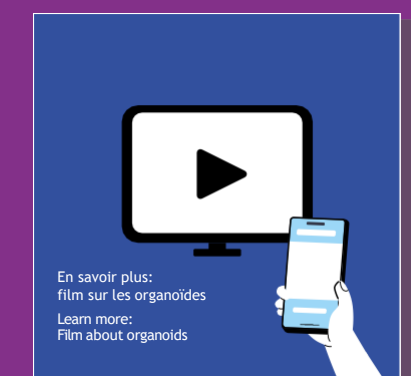 En savoir plus:
film sur les organoïdes
Learn more:
Film about organoids